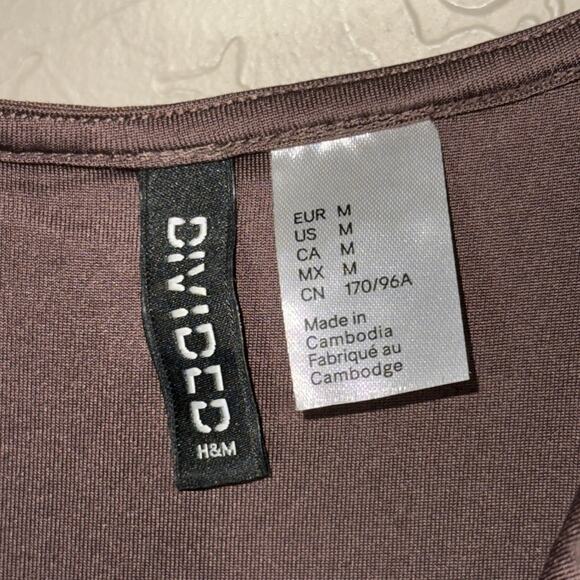 DIVIDED
H&M
EUR M
US M
CA M
MX M
CN 170/96A
Made in
Cambodia
Fabriqué au
Cambodge